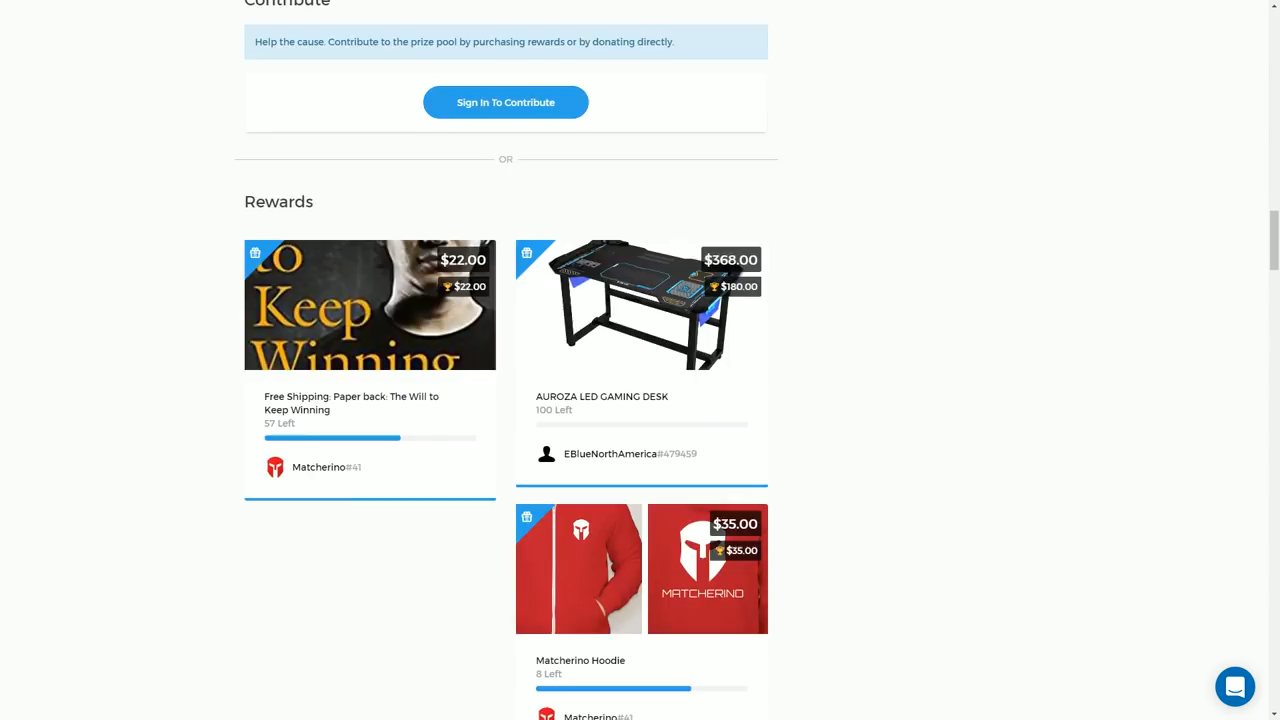 Contribute
Help the cause. Contribute to the prize pool by purchasing rewards or by donating directly.
Sign In To Contribute
OR
Rewards
to
Keep
Winning
$22.00
$22.00
Free Shipping: Paper back: The Will to
Keep Winning
57 Left
Matcherino#41
$368.00
$180.00
AUROZA LED GAMING DESK
100 Left
EBlueNorthAmerica#479459
$35.00
$35.00
MATCHERINO
Matcherino Hoodie
8 Left
Matcherino#41